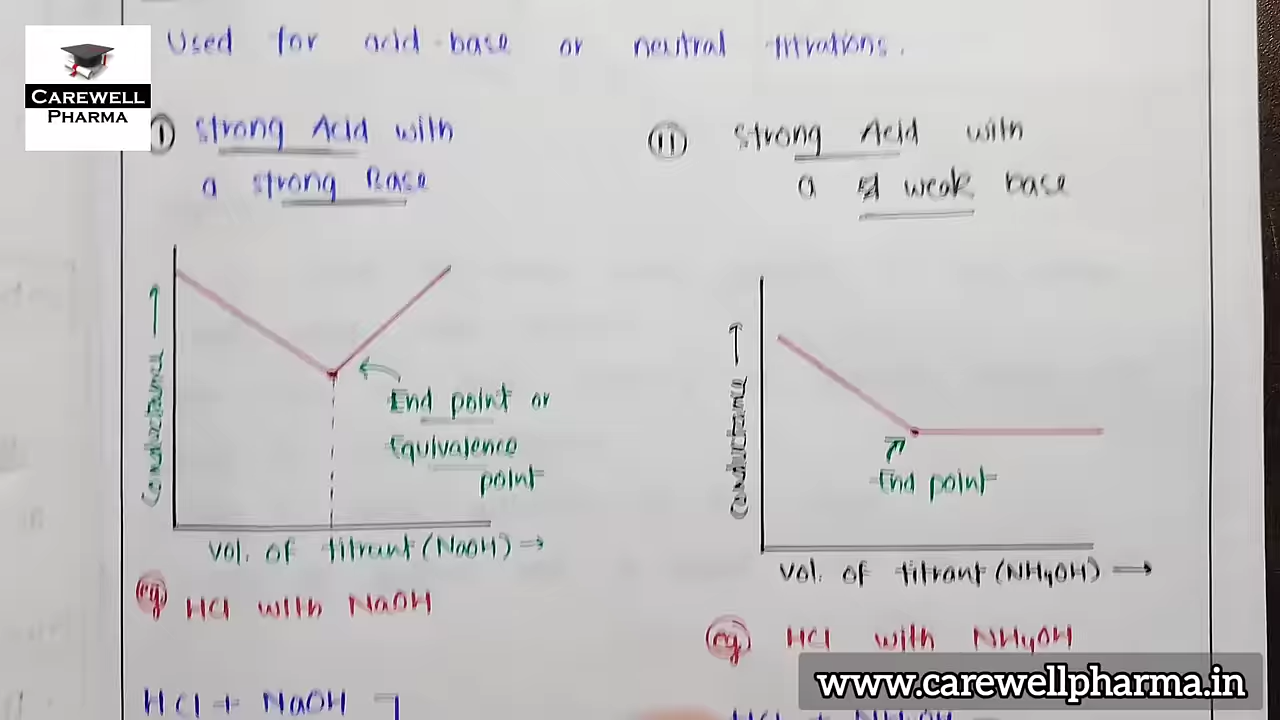 CAREWELL
PHARMA
Used for acid-base or neutral titrations.
(i) Strong Acid with
a strong Base
Conductance →
End point or
Equivalence
point
Vol. of titrant (NaOH) →
eg HCl with NaOH
HCl + NaOH
(ii) Strong Acid with
a weak base
Conductance →
End point
Vol. of titrant (NH4OH) →
eg HCl with NH4OH
HCl + NH4OH
www.carewellpharma.in